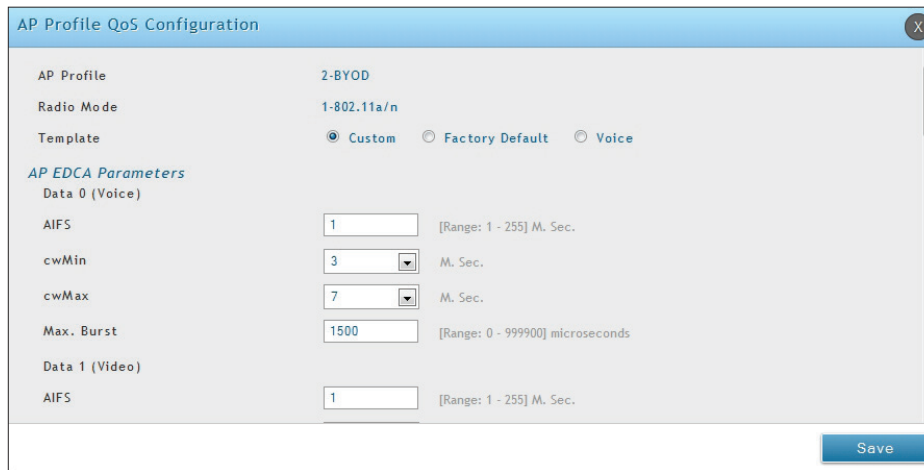 AP Profile QoS Configuration
X
AP Profile 2-BYOD
Radio Mode 1-802.11a/n
Template Custom Factory Default Voice
AP EDCA Parameters
Data 0 (Voice)
AIFS 1 [Range: 1 - 255] M. Sec.
cwMin 3 M. Sec.
cwMax 7 M. Sec.
Max. Burst 1500 [Range: 0 - 999900] microseconds
Data 1 (Video)
AIFS 1 [Range: 1 - 255] M. Sec.
Save